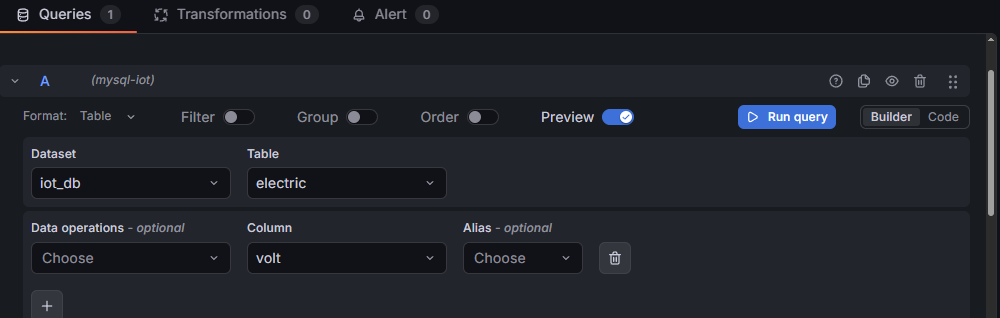 Queries 1 Transformations 0 Alert 0
A (mysql-iot)
Format: Table Filter Group Order Preview Run query Builder Code
Dataset Table
iot_db electric
Data operations - optional Column Alias - optional
Choose volt Choose